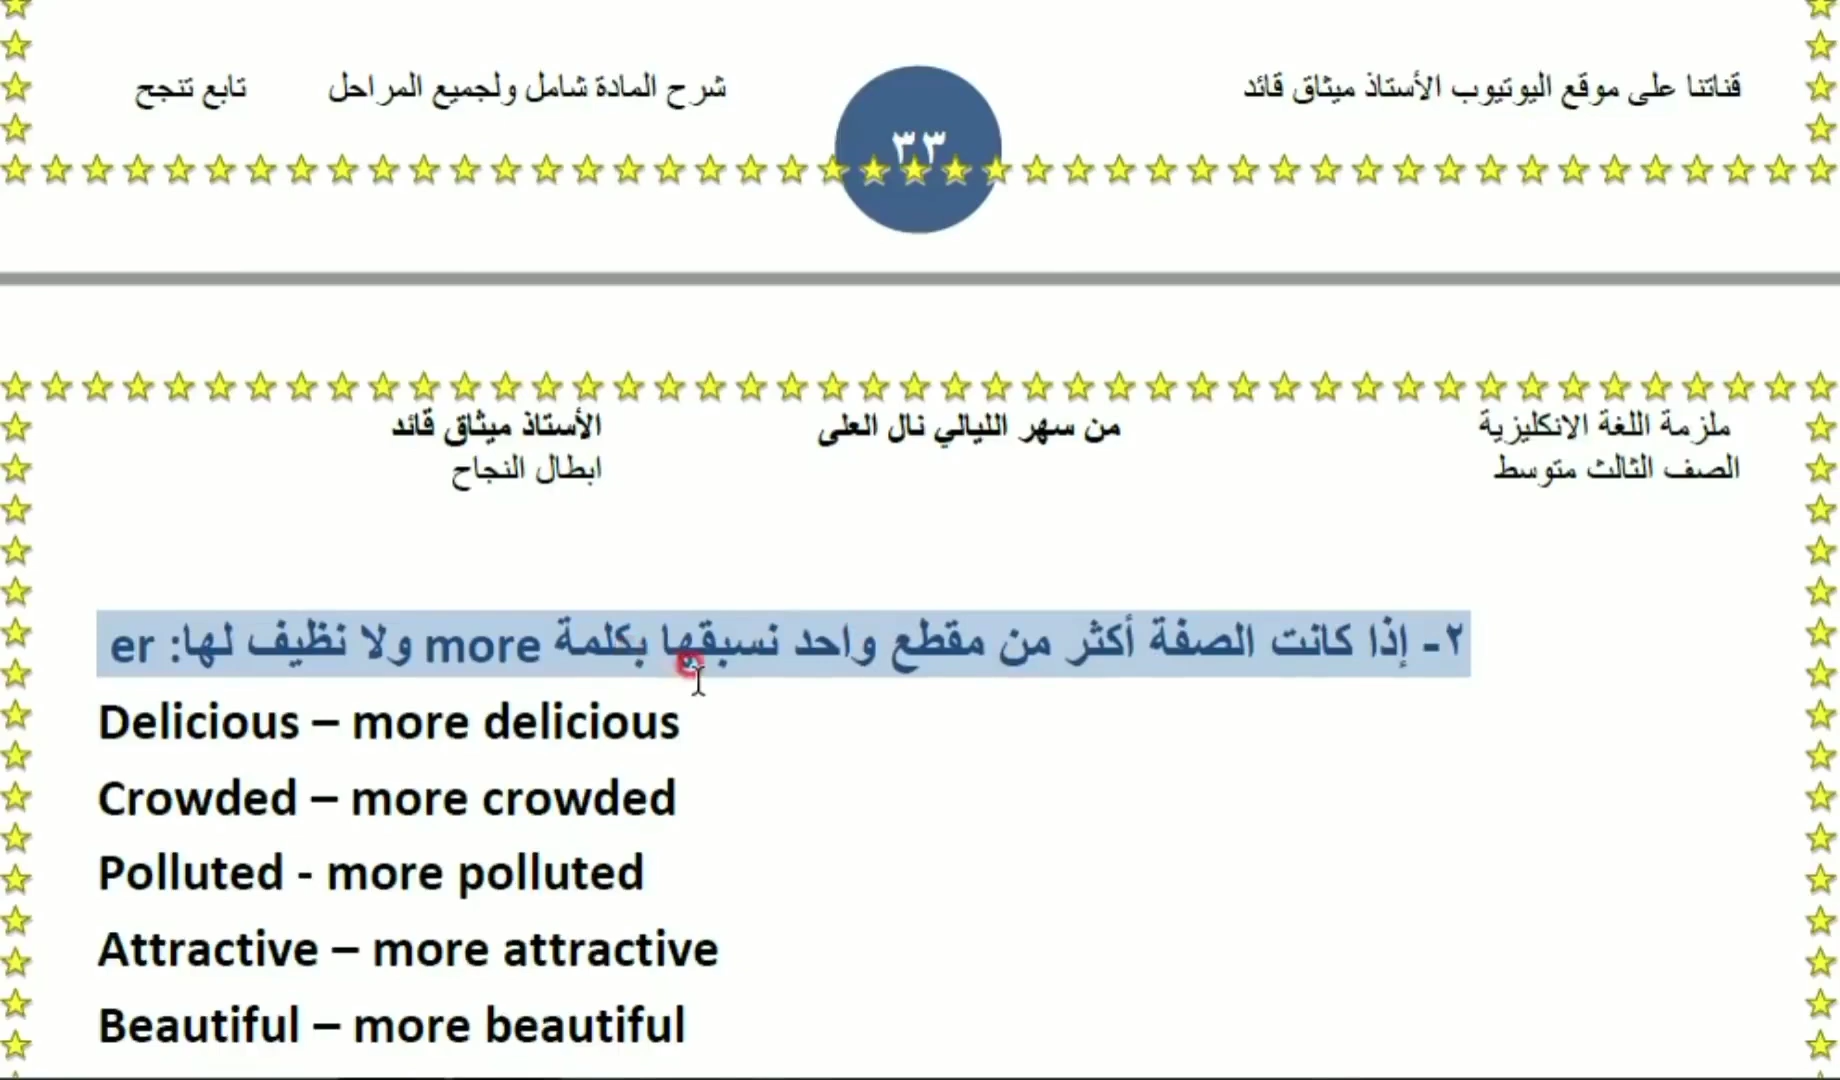 قناتنا على موقع اليوتيوب الأستاذ ميثاق قائد شرح المادة شامل ولجميع المراحل تابع تنجح
٣٣
ملزمة اللغة الانكليزية من سهر الليالي نال العلى الأستاذ ميثاق قائد
الصف الثالث متوسط ابطال النجاح
٢- إذا كانت الصفة أكثر من مقطع واحد نسبقها بكلمة more ولا نظيف لها: er
Delicious – more delicious
Crowded – more crowded
Polluted - more polluted
Attractive – more attractive
Beautiful – more beautiful